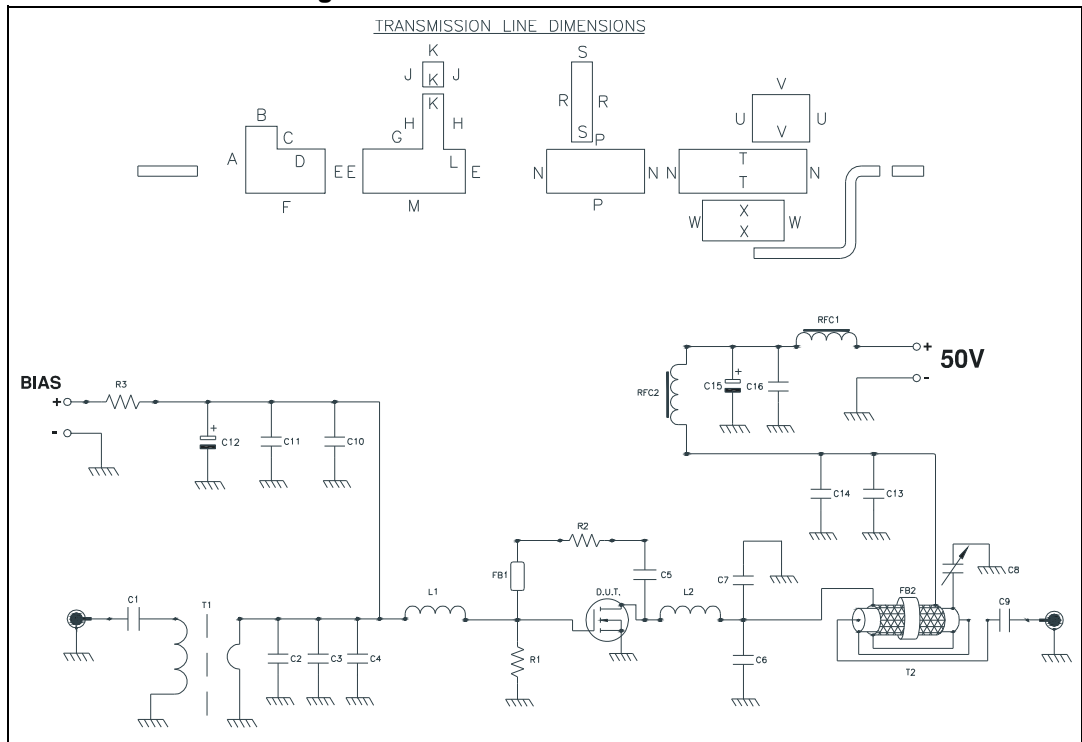 TRANSMISSION LINE DIMENSIONS
K
J K J
K
B
C
A D E
F
H H
G L
E E
M
S
R R
S
P
N N
P
V
U U
V
T
N T N
X
W X W
RFC1
+
50V
-
C15 +
C16
RFC2
BIAS
R3
+
-
+
C12
C11
C10
C14
C13
R2
FB1
C5
C7
C8
C1
T1
L1
D.U.T.
L2
FB2
C9
C2
C3
C4
R1
C6
T2